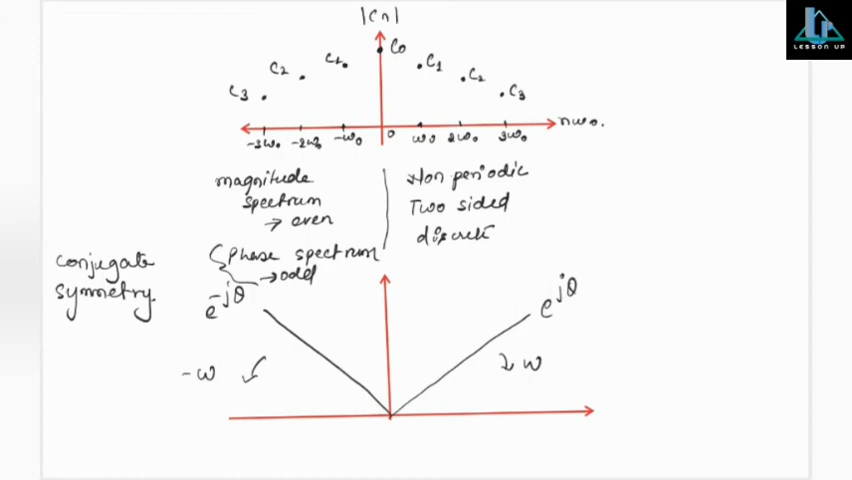 |Cn|
C3 C2 C1 C0 C1 C2 C3
-3ω0 -2ω0 -ω0 0 ω0 2ω0 3ω0 nω0.
magnitude
spectrum
→ even
Non periodic
Two sided
discrete
conjugate
symmetry.
phase spectrum
→ odd
e^-jθ
e^jθ
-ω
ω
LESSON UP